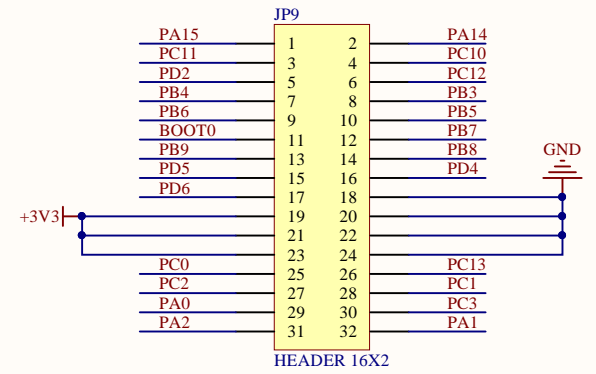 JP9
PA15 1 2 PA14
PC11 3 4 PC10
PD2 5 6 PC12
PB4 7 8 PB3
PB6 9 10 PB5
BOOT0 11 12 PB7
PB9 13 14 PB8 GND
PD5 15 16 PD4
PD6 17 18
+3V3 19 20
21 22
23 24
PC0 25 26 PC13
PC2 27 28 PC1
PA0 29 30 PC3
PA2 31 32 PA1
HEADER 16X2